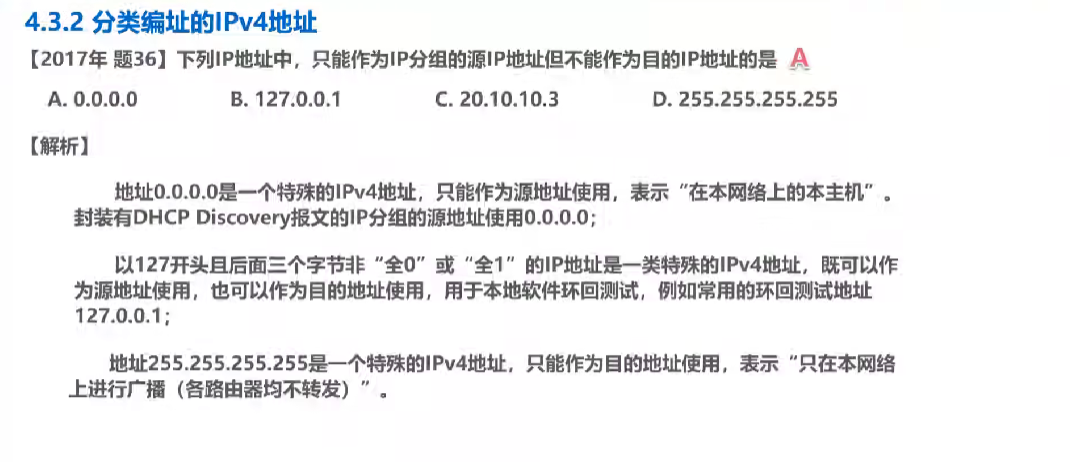 4.3.2 分类编址的IPv4地址
【2017年 题36】下列IP地址中，只能作为IP分组的源IP地址但不能作为目的IP地址的是 A
A. 0.0.0.0 B. 127.0.0.1 C. 20.10.10.3 D. 255.255.255.255
【解析】
地址0.0.0.0是一个特殊的IPv4地址，只能作为源地址使用，表示“在本网络上的本主机”。
封装有DHCP Discovery报文的IP分组的源地址使用0.0.0.0；
以127开头且后面三个字节非“全0”或“全1”的IP地址是一类特殊的IPv4地址，既可以作
为源地址使用，也可以作为目的地址使用，用于本地软件环回测试，例如常用的环回测试地址
127.0.0.1；
地址255.255.255.255是一个特殊的IPv4地址，只能作为目的地址使用，表示“只在本网络
上进行广播（各路由器均不转发）”。